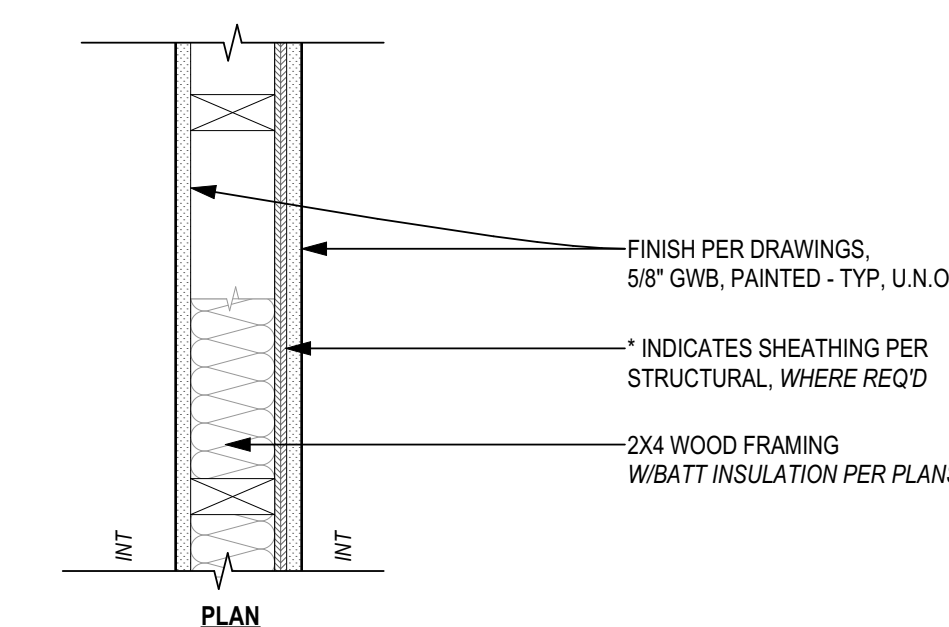 FINISH PER DRAWINGS,
5/8" GWB, PAINTED - TYP, U.N.O
* INDICATES SHEATHING PER
STRUCTURAL, WHERE REQ'D
2X4 WOOD FRAMING
W/BATT INSULATION PER PLANS
INT
INT
PLAN